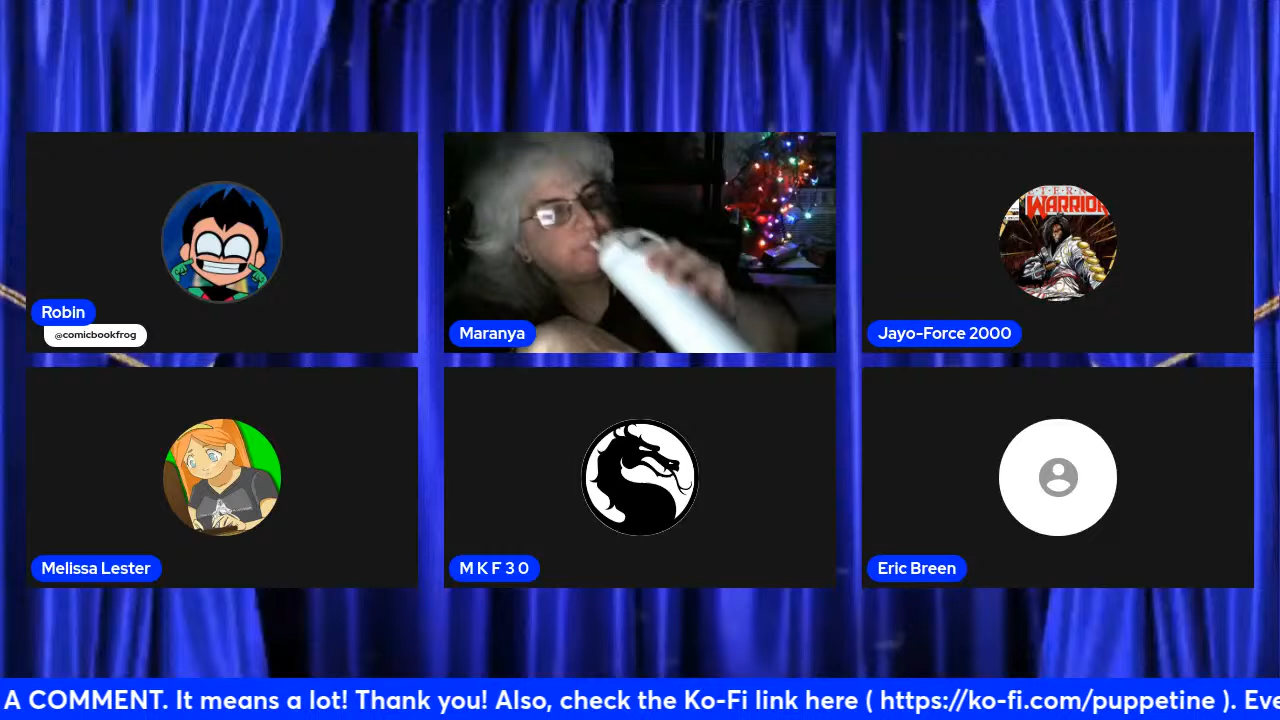 ETERNAL
WARRIOR
Robin
@comicbookfrog
Maranya
Jayo-Force 2000
Melissa Lester
M K F 3 0
Eric Breen
A COMMENT. It means a lot! Thank you! Also, check the Ko-Fi link here ( https://ko-fi.com/puppetine ). Eve